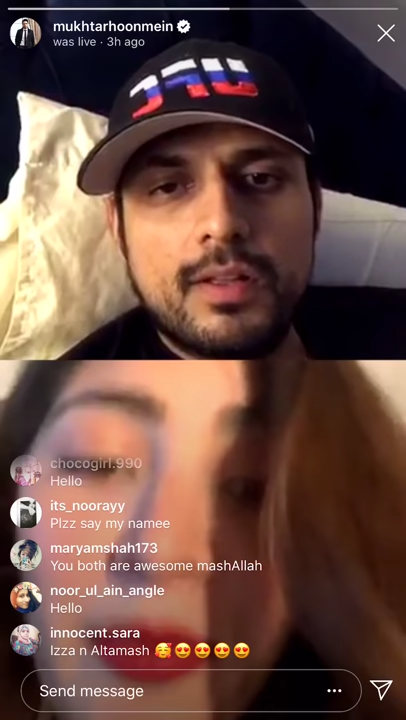 mukhtarhoonmein
was live · 3h ago
UFC
chocogirl.990
Hello
its_noorayy
Plzz say my namee
maryamshah173
You both are awesome mashAllah
noor_ul_ain_angle
Hello
innocent.sara
Izza n Altamash 🥰😍😍😍😍
Send message